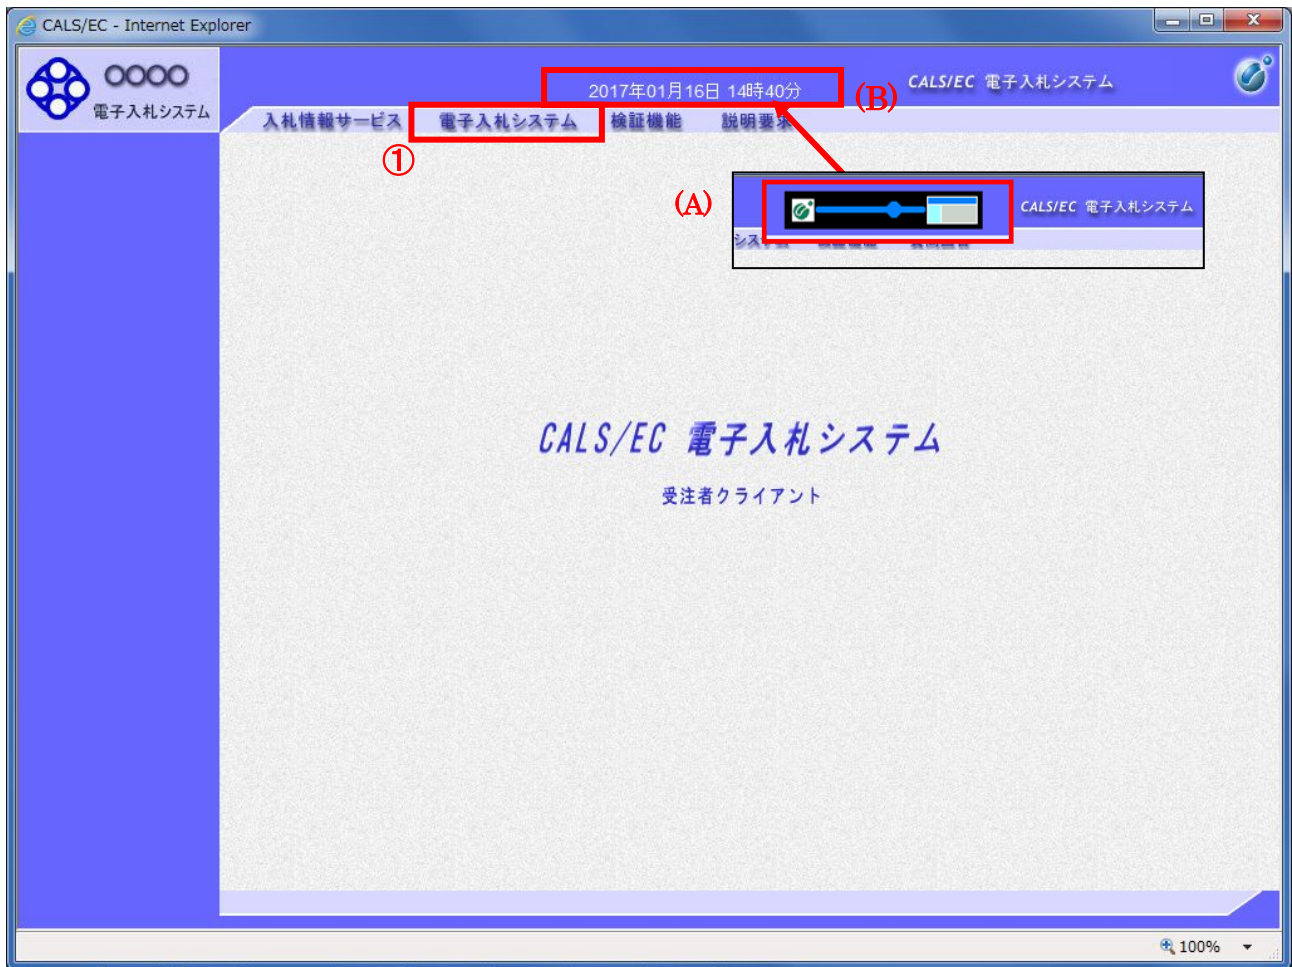 CALS/EC - Internet Explorer
〇〇〇〇
電子入札システム
2017年01月16日 14時40分
(B)
CALS/EC 電子入札システム
入札情報サービス
電子入札システム
検証機能
説明要求
①
(A)
CALS/EC 電子入札システム
CALS/EC 電子入札システム
受注者クライアント
100%